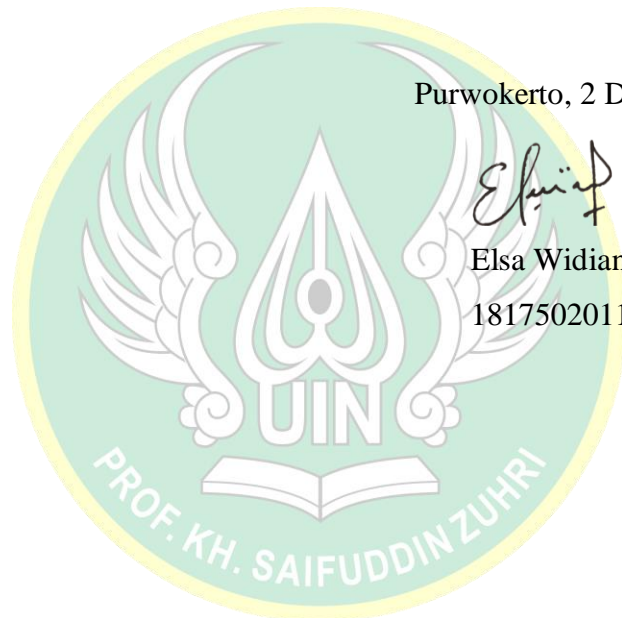 Purwokerto, 2 D
Elsa Widian
1817502011
UIN
PROF. KH. SAIFUDDIN ZUHRI